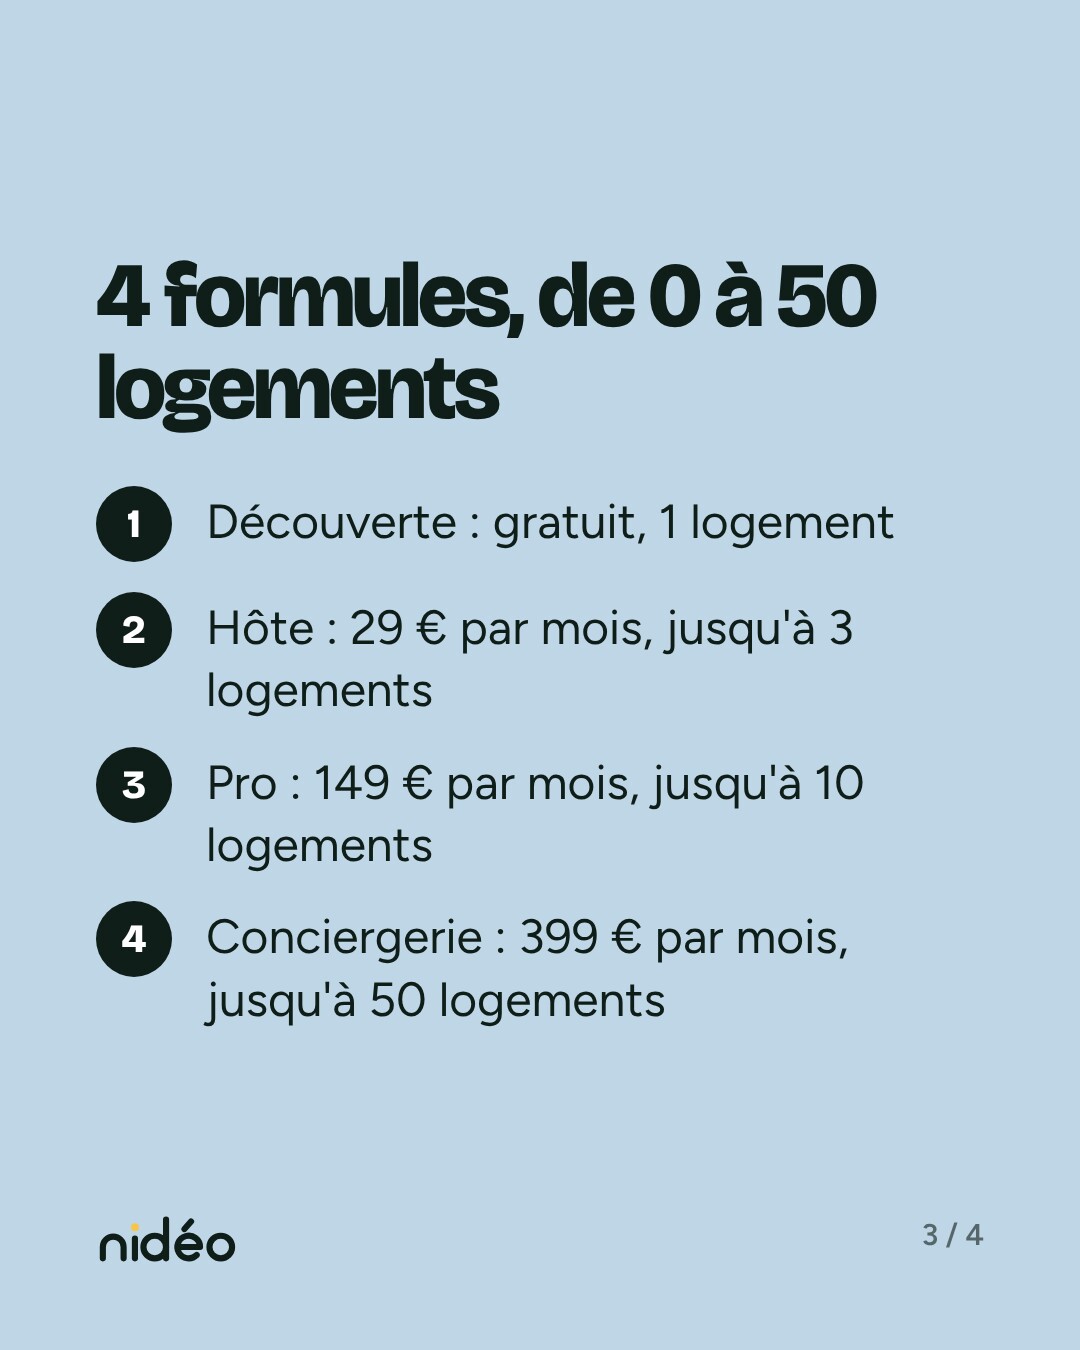 4 formules, de 0 à 50
logements
1 Découverte : gratuit, 1 logement
2 Hôte : 29 € par mois, jusqu'à 3
logements
3 Pro : 149 € par mois, jusqu'à 10
logements
4 Conciergerie : 399 € par mois,
jusqu'à 50 logements
nidéo
3 / 4